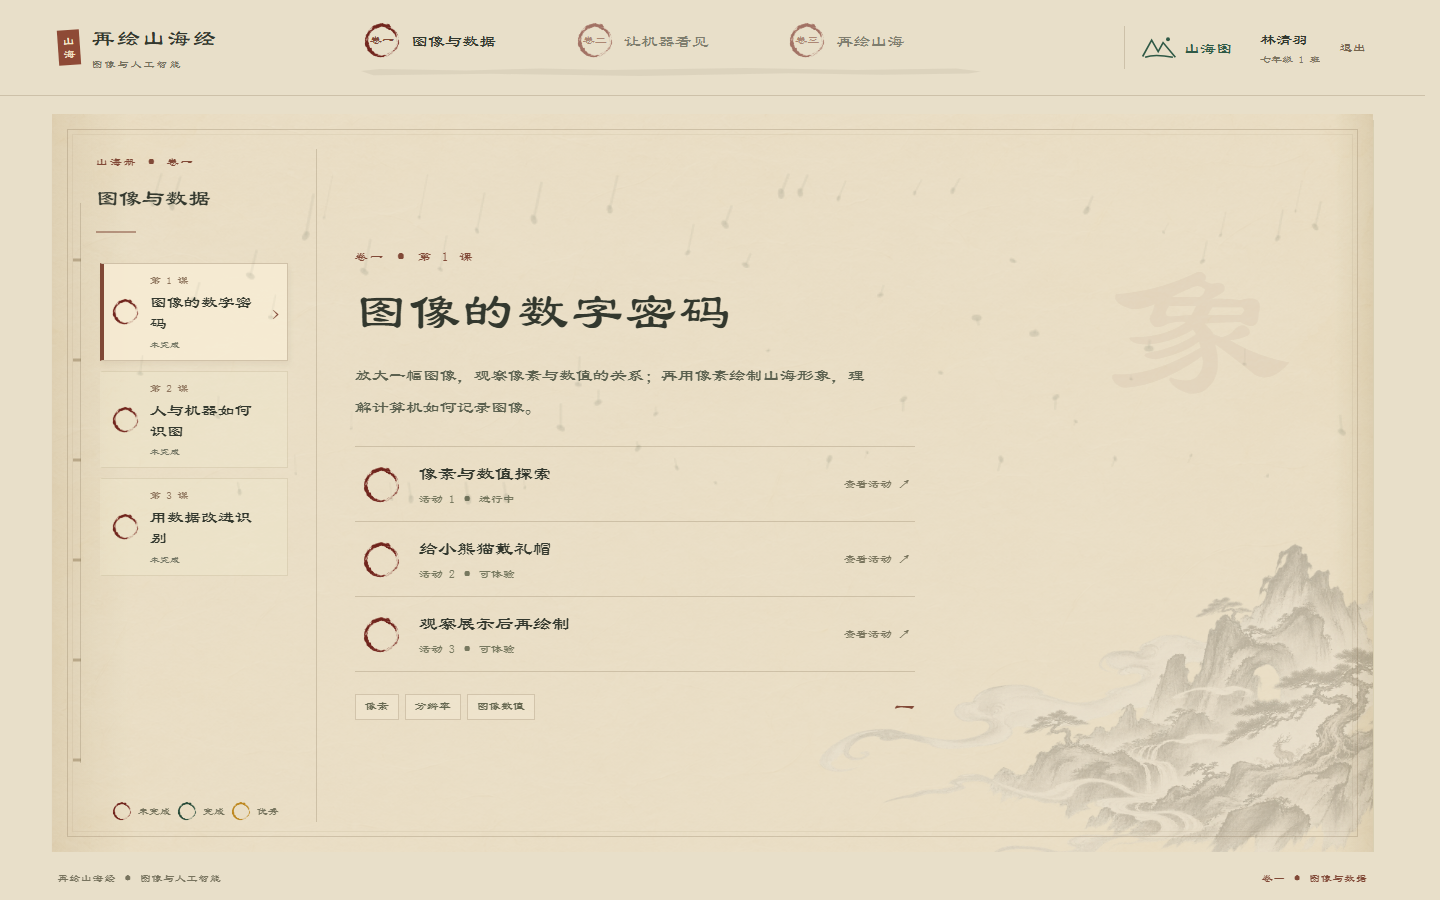 山海
再绘山海经
图像与人工智能
卷一 图像与数据
卷二 让机器看见
卷三 再绘山海
山海图
林清羽
七年级 1 班
退出
山海册 • 卷一
图像与数据
第 1 课
图像的数字密
码
未完成
第 2 课
人与机器如何
识图
未完成
第 3 课
用数据改进识
别
未完成
未完成 完成 优秀
卷一 • 第 1 课
图像的数字密码
放大一幅图像，观察像素与数值的关系；再用像素绘制山海形象，理
解计算机如何记录图像。
像素与数值探索
活动 1 • 进行中
查看活动 ↗
给小熊猫戴礼帽
活动 2 • 可体验
查看活动 ↗
观察展示后再绘制
活动 3 • 可体验
查看活动 ↗
像素 分辨率 图像数值
一
象
再绘山海经 • 图像与人工智能
卷一 • 图像与数据